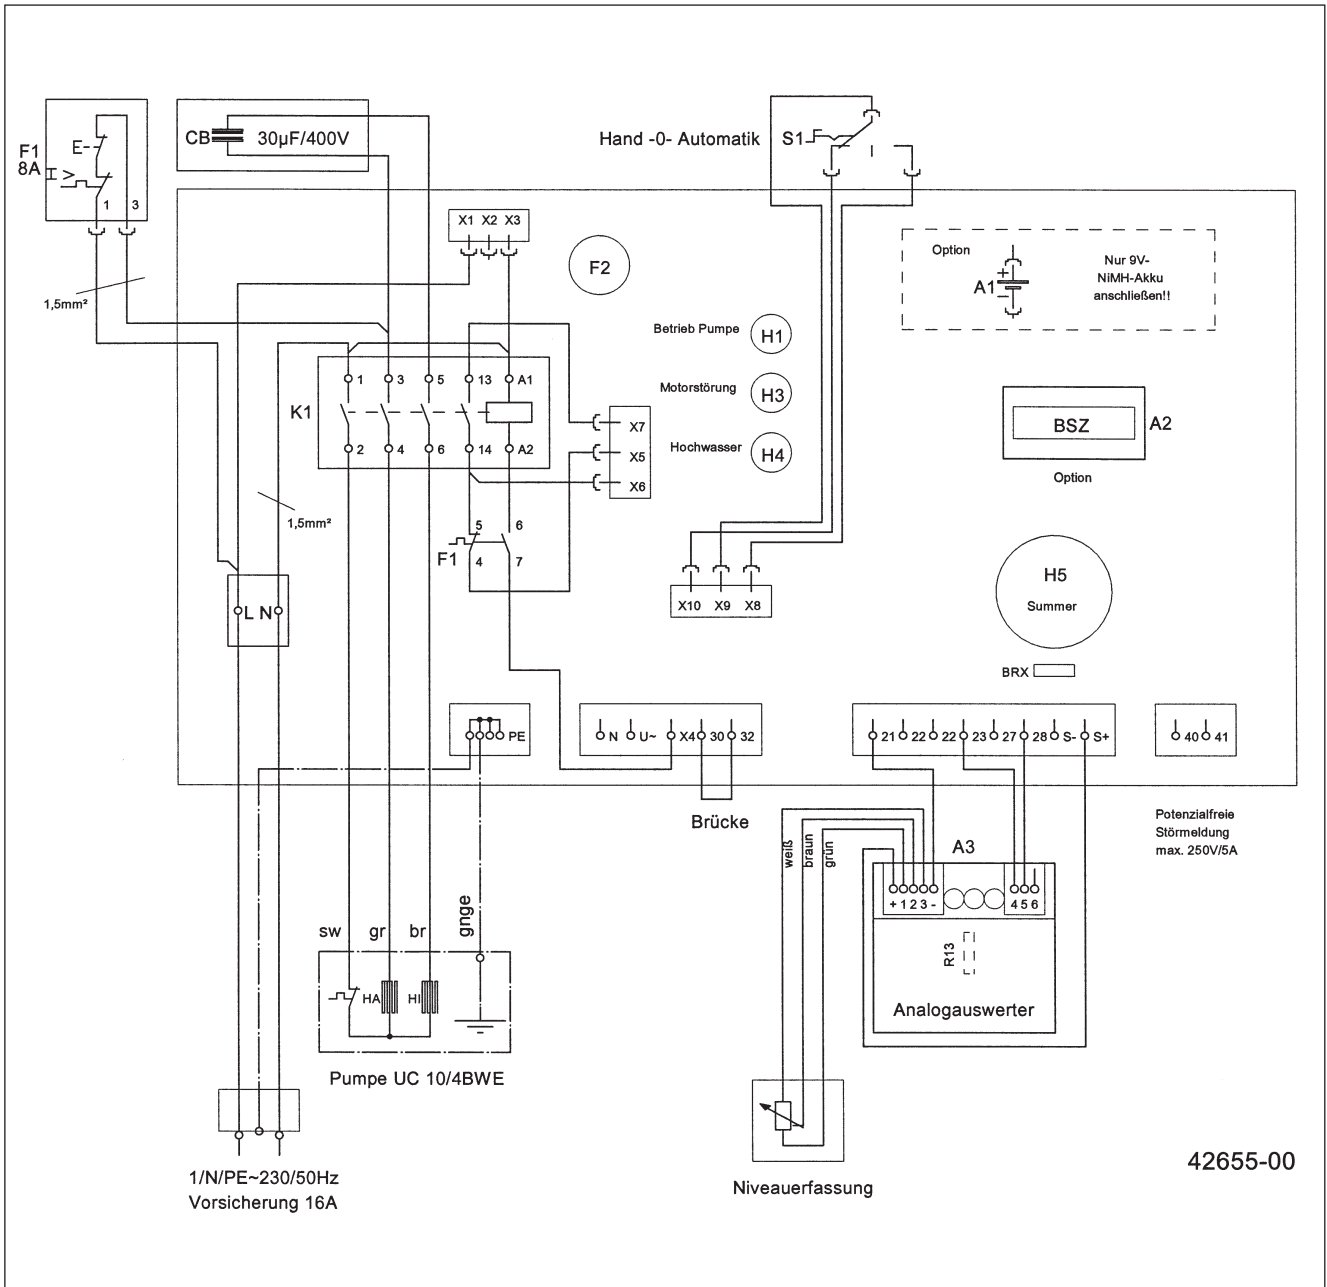 F1
8A
E
I >
1 3
CB 30µF/400V
Hand -0- Automatik S1
1,5mm²
X1 X2 X3
F2
Option
A1
+
−
Nur 9V-
NiMH-Akku
anschließen!!
Betrieb Pumpe H1
Motorstörung H3
Hochwasser H4
K1
1 3 5 13 A1
2 4 6 14 A2
X7
X5
X6
BSZ A2
Option
1,5mm²
F1
5 6
4 7
L N
X10 X9 X8
H5
Summer
BRX
PE
N U~ X4 30 32
21 22 22 23 27 28 S- S+
40 41
Brücke
Potenzialfreie
Störmeldung
max. 250V/5A
weiß
braun
grün
A3
+ 1 2 3 -
4 5 6
R13
Analogauswerter
sw gr br gnge
HA HI
Pumpe UC 10/4BWE
1/N/PE~230/50Hz
Vorsicherung 16A
Niveauerfassung
42655-00